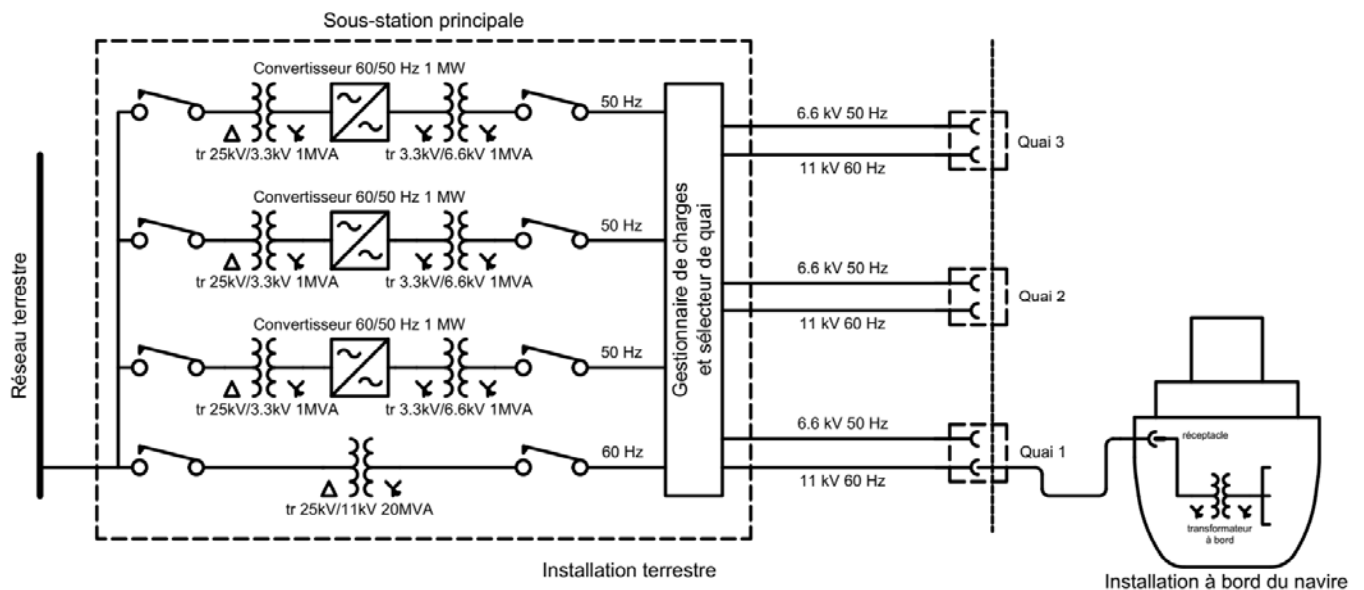 Sous-station principale
Convertisseur 60/50 Hz 1 MW
50 Hz
tr 25kV/3.3kV 1MVA
tr 3.3kV/6.6kV 1MVA
Convertisseur 60/50 Hz 1 MW
50 Hz
tr 25kV/3.3kV 1MVA
tr 3.3kV/6.6kV 1MVA
Convertisseur 60/50 Hz 1 MW
50 Hz
tr 25kV/3.3kV 1MVA
tr 3.3kV/6.6kV 1MVA
60 Hz
tr 25kV/11kV 20MVA
Réseau terrestre
Gestionnaire de charges
et sélecteur de quai
6.6 kV 50 Hz
11 kV 60 Hz
Quai 3
6.6 kV 50 Hz
11 kV 60 Hz
Quai 2
6.6 kV 50 Hz
11 kV 60 Hz
Quai 1
réceptacle
transformateur
à bord
Installation terrestre
Installation à bord du navire